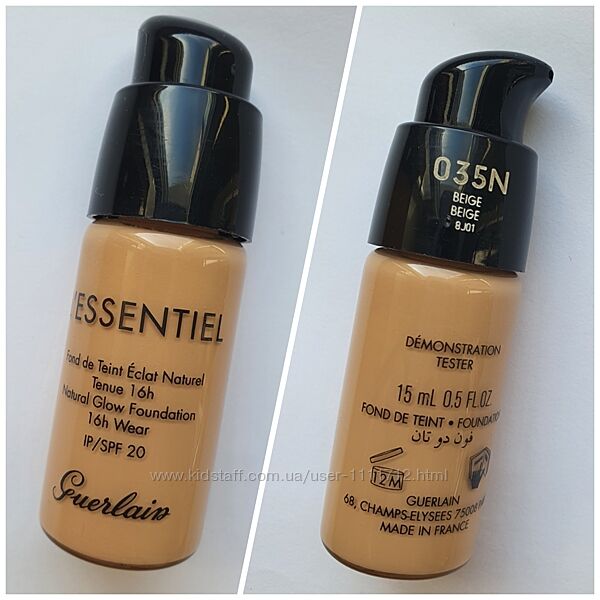 L'ESSENTIEL
Fond de Teint Éclat Naturel
Tenue 16h
Natural Glow Foundation
16h Wear
IP/SPF 20
Guerlain
035N
BEIGE
BEIGE
8J01
DÉMONSTRATION
TESTER
15 mL 0.5 FL.OZ
FOND DE TEINT • FOUNDATION
فون دو تان
12M
GUERLAIN
68, CHAMPS-ELYSEES 75008
MADE IN FRANCE